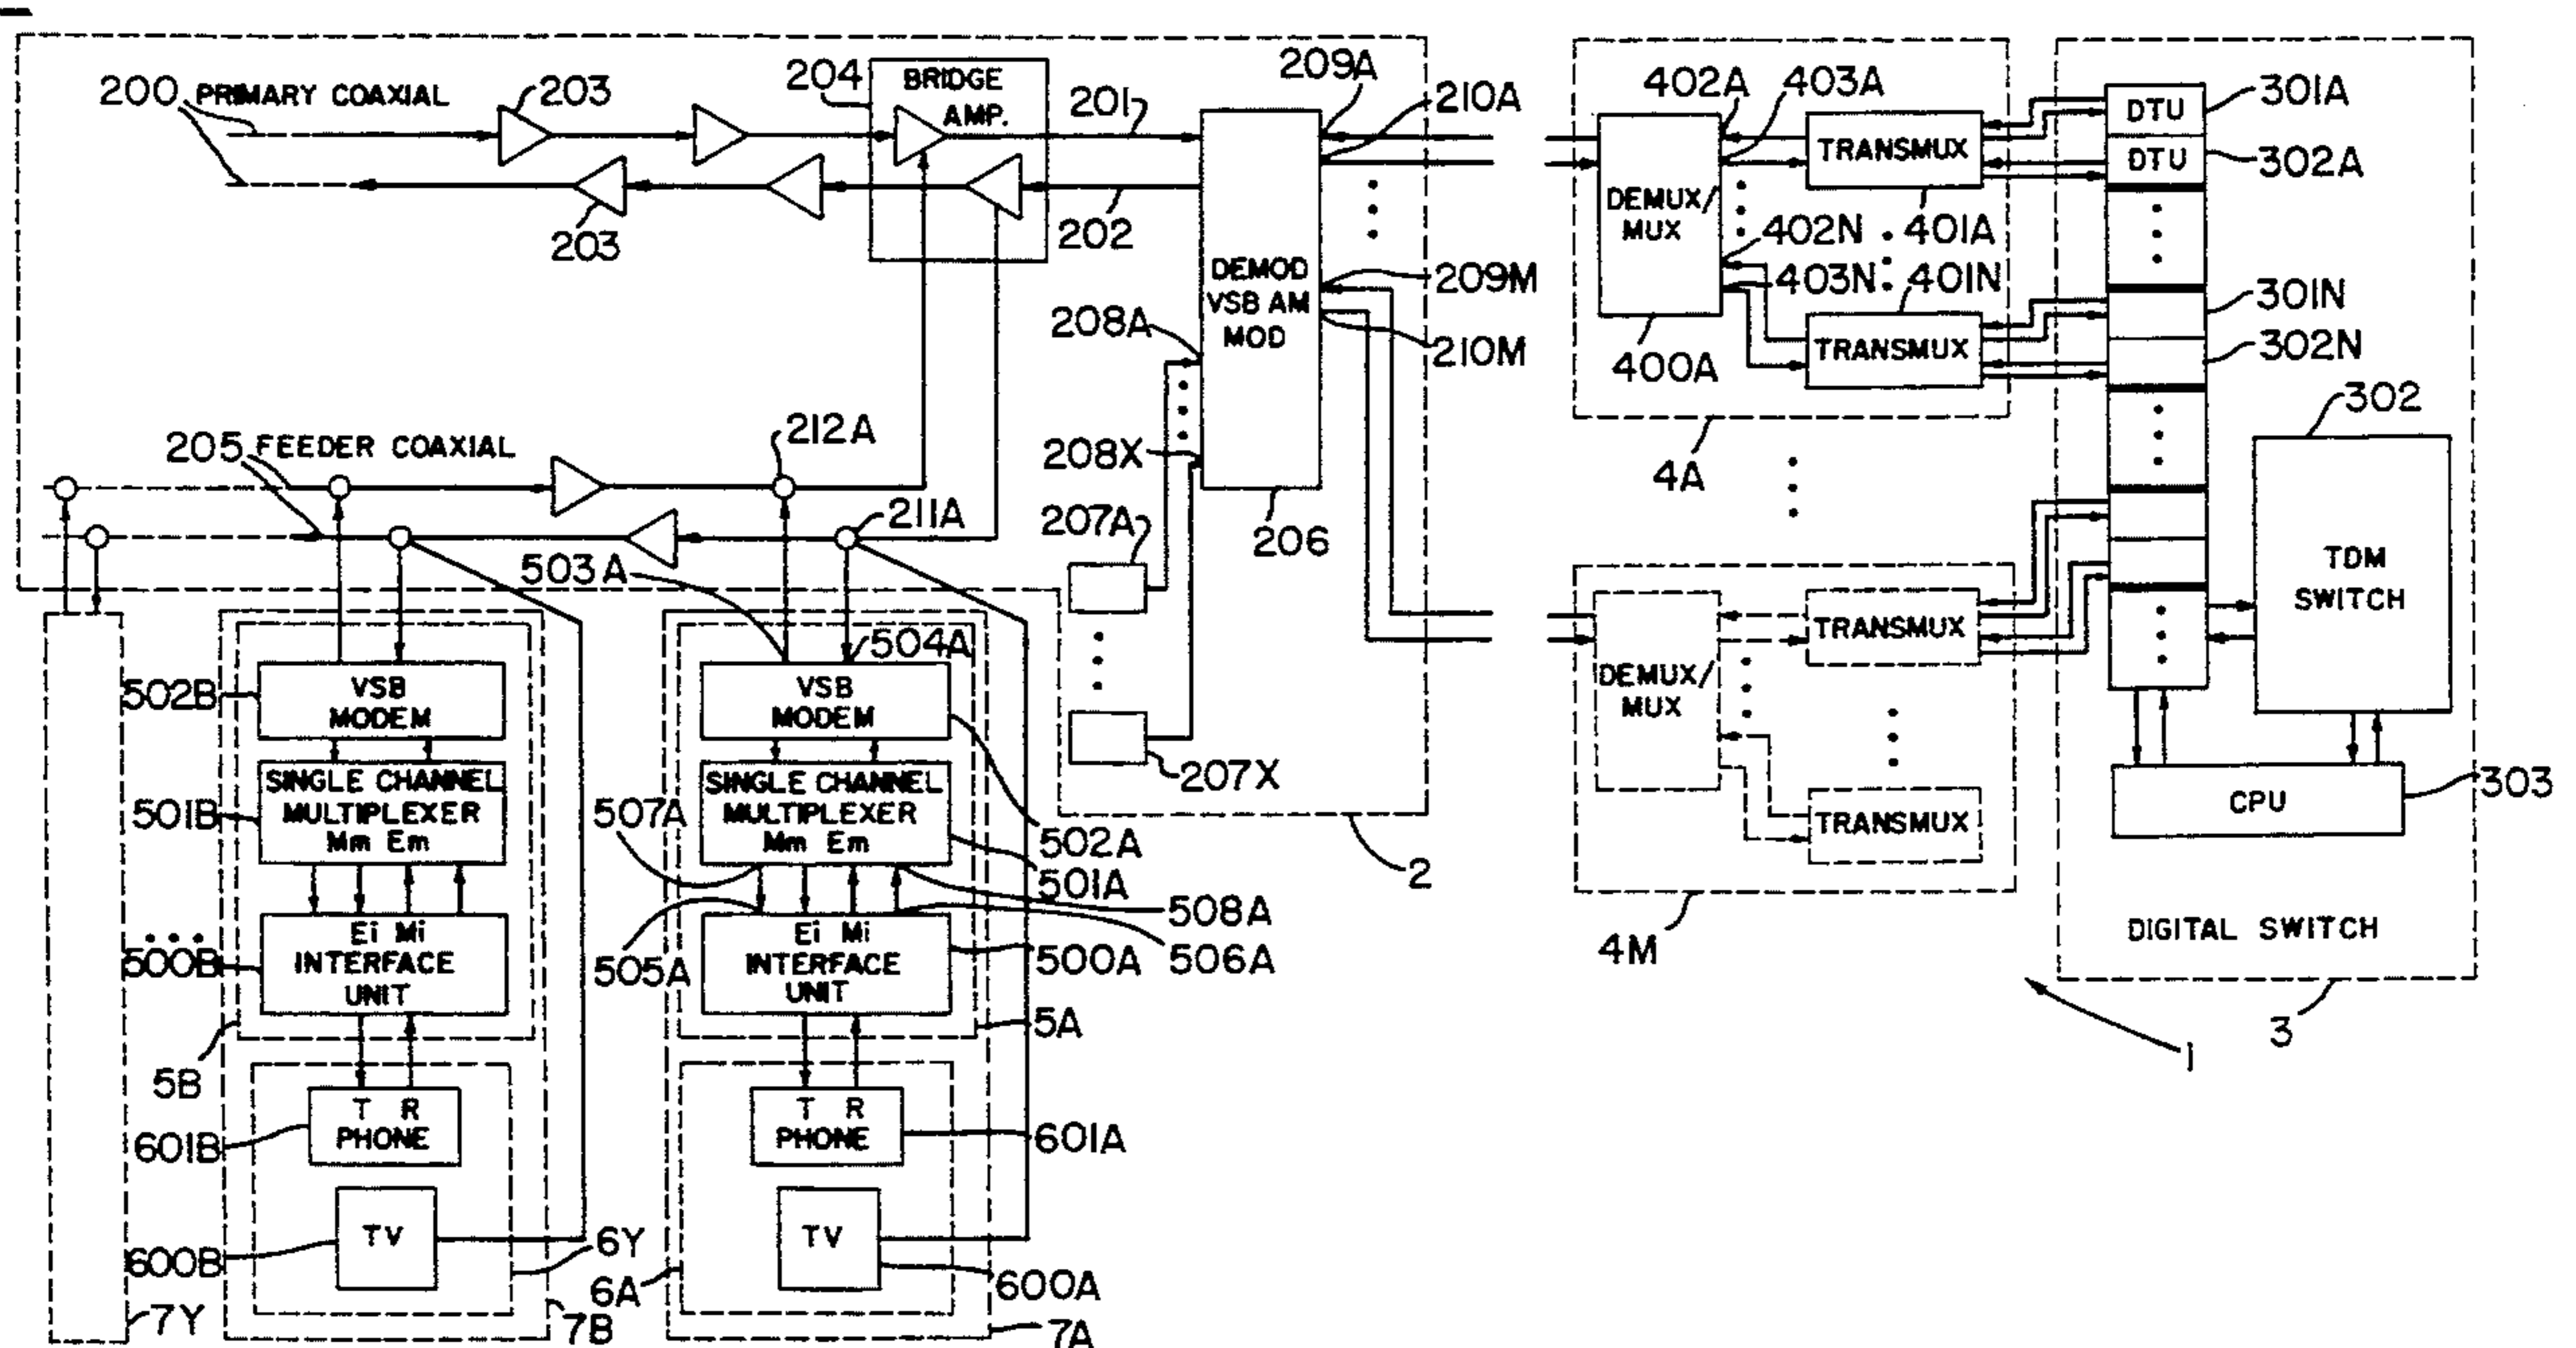 200 PRIMARY COAXIAL
203
203
204
BRIDGE
AMP.
201
202
209A
210A
DEMOD
VSB AM
MOD
209M
210M
208A
208X
206
207A
207X
2
205 FEEDER COAXIAL
212A
211A
503A
504A
502B
VSB
MODEM
501B
SINGLE CHANNEL
MULTIPLEXER
Mm Em
500B
Ei Mi
INTERFACE
UNIT
5B
601B
T R
PHONE
600B
TV
6Y
7Y
7B
VSB
MODEM
502A
SINGLE CHANNEL
MULTIPLEXER
Mm Em
501A
507A
505A
508A
506A
Ei Mi
INTERFACE
UNIT
500A
5A
T R
PHONE
601A
TV
600A
6A
7A
402A
403A
DEMUX/
MUX
TRANSMUX
401A
402N
403N
401N
TRANSMUX
400A
4A
DEMUX/
MUX
TRANSMUX
TRANSMUX
4M
DTU
301A
DTU
302A
301N
302N
302
TDM
SWITCH
CPU
303
DIGITAL SWITCH
3
1